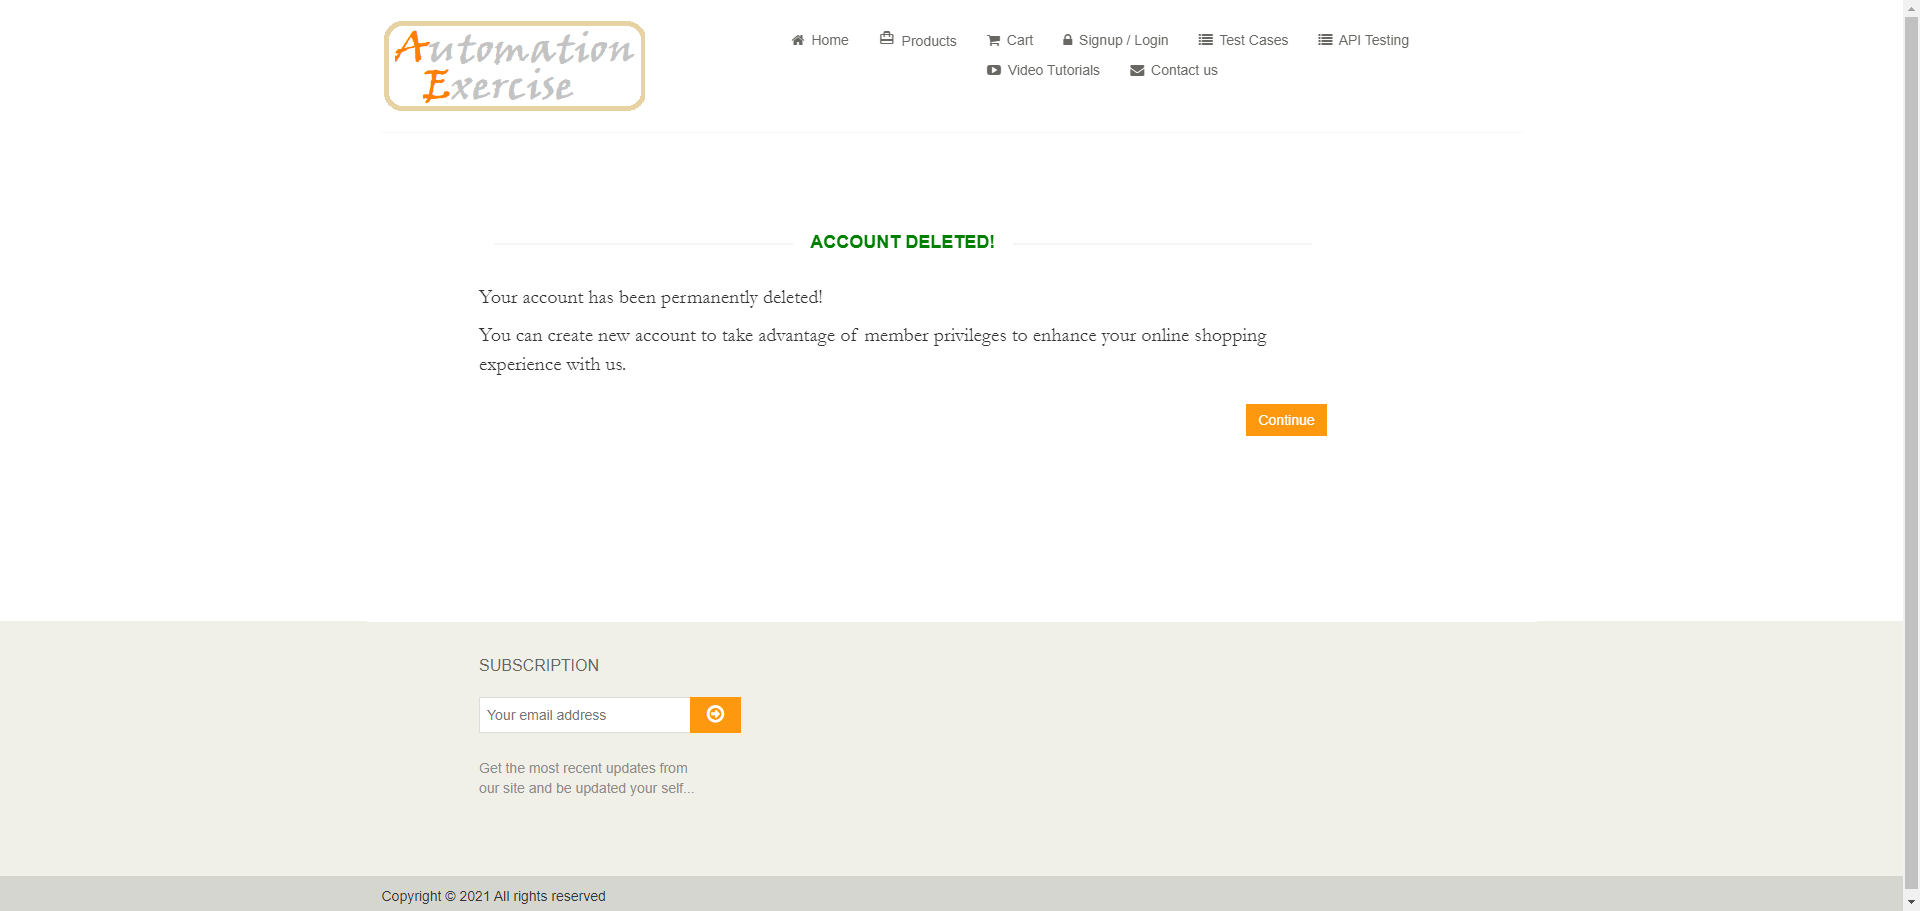 Automation
Exercise
Home
Products
Cart
Signup / Login
Test Cases
API Testing
Video Tutorials
Contact us
ACCOUNT DELETED!
Your account has been permanently deleted!
You can create new account to take advantage of member privileges to enhance your online shopping
experience with us.
Continue
SUBSCRIPTION
Your email address
Get the most recent updates from
our site and be updated your self...
Copyright © 2021 All rights reserved